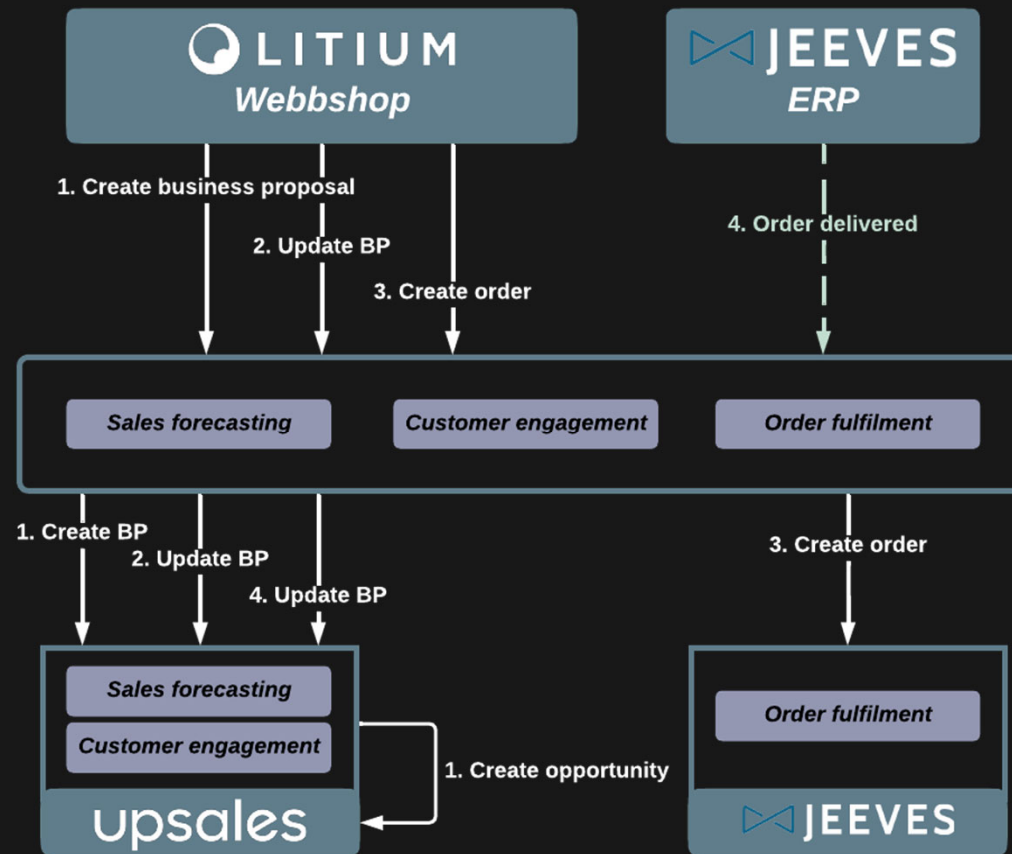 LITIUM
Webbshop
JEEVES
ERP
1. Create business proposal
2. Update BP
3. Create order
4. Order delivered
Sales forecasting
Customer engagement
Order fulfilment
1. Create BP
2. Update BP
4. Update BP
3. Create order
Sales forecasting
Customer engagement
1. Create opportunity
upsales
Order fulfilment
JEEVES